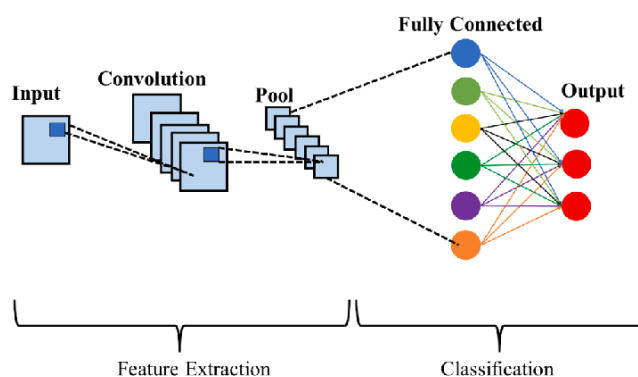 Fully Connected
Convolution
Input
Pool
Output
Feature Extraction
Classification